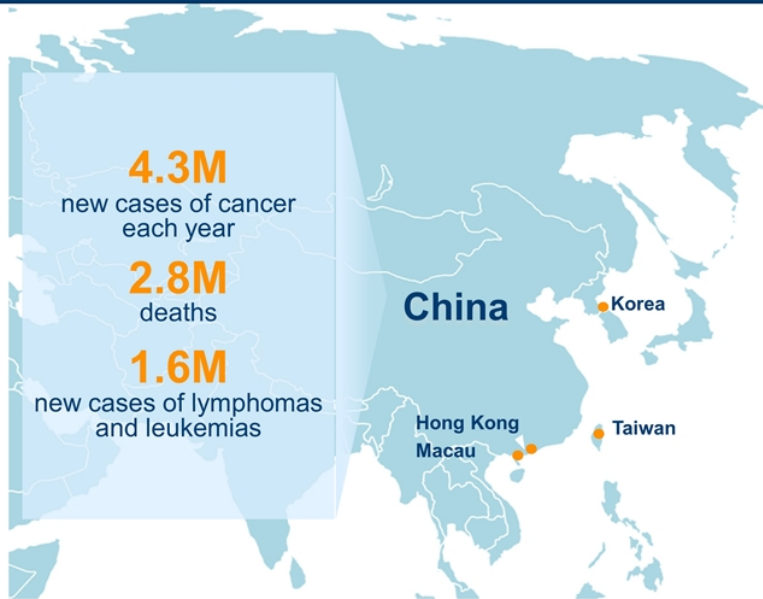 4.3M
new cases of cancer
each year
2.8M
deaths
1.6M
new cases of lymphomas
and leukemias
China
Korea
Hong Kong
Macau
Taiwan